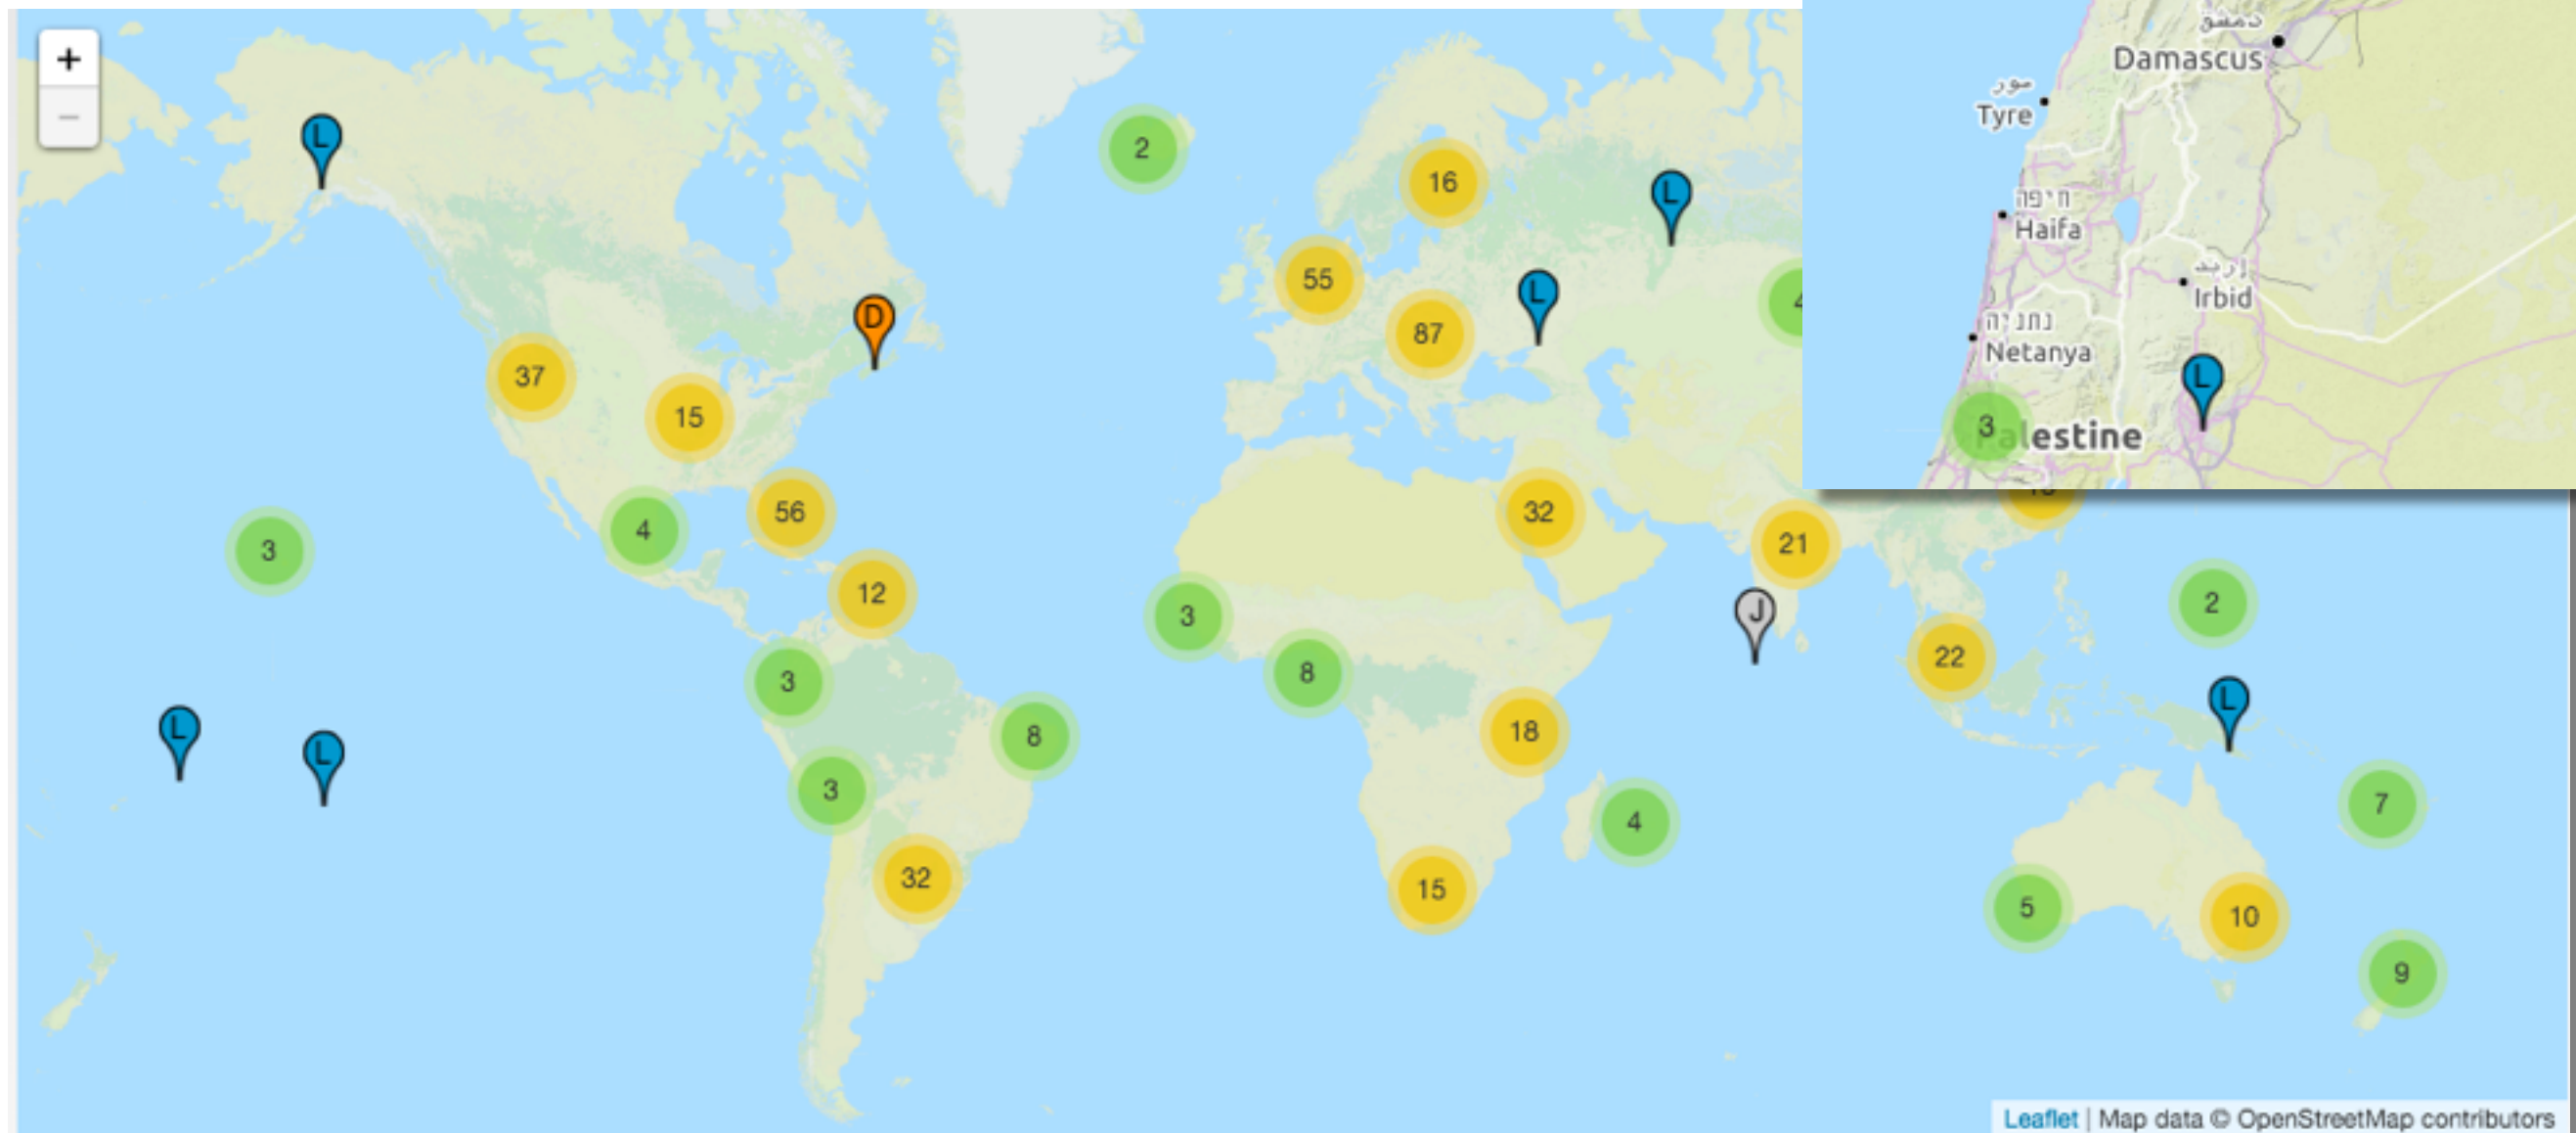 +
−
L
2
16
L
D
55
L
87
4
37
15
3
4
56
12
32
21
J
3
2
22
3
8
L
L
3
8
18
L
3
4
7
32
15
5
10
9
دمشق
Damascus
صور
Tyre
חיפה
Haifa
إربد
Irbid
נתניה
Netanya
L
3
Palestine
Leaflet | Map data © OpenStreetMap contributors